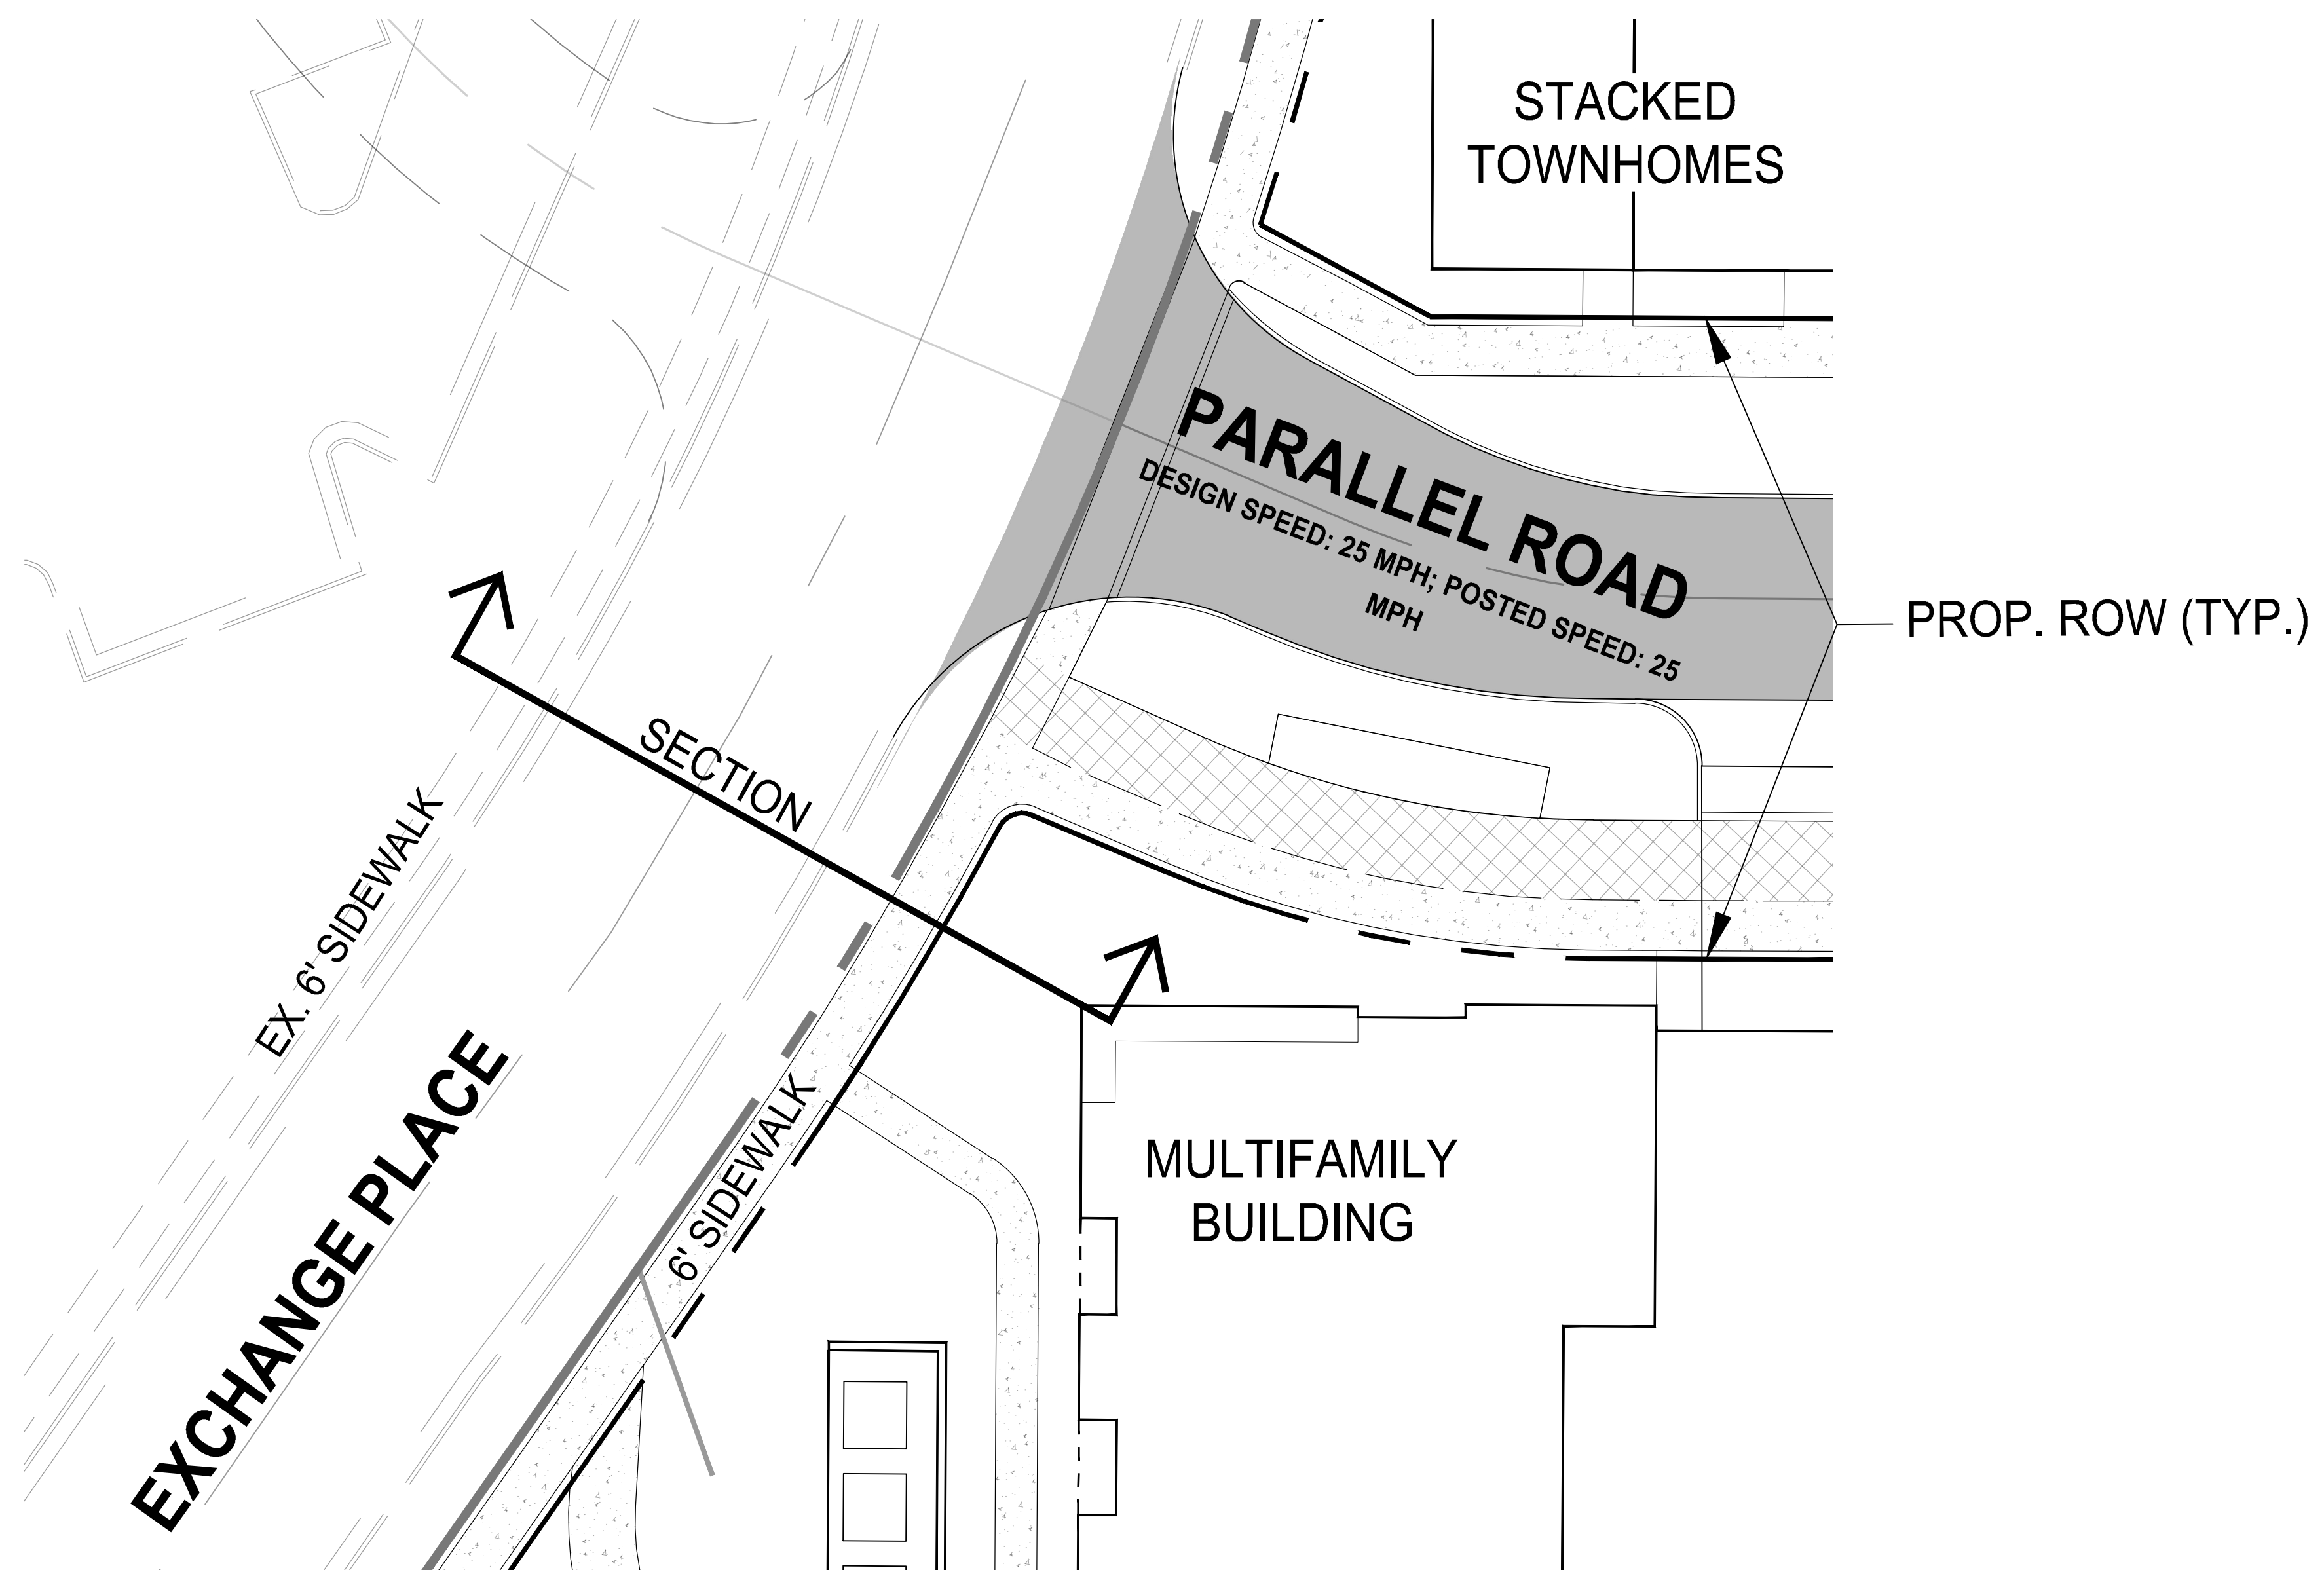 STACKED
TOWNHOMES
PARALLEL ROAD
DESIGN SPEED: 25 MPH; POSTED SPEED: 25
MPH
PROP. ROW (TYP.)
SECTION
EX. 6' SIDEWALK
EXCHANGE PLACE
6' SIDEWALK
MULTIFAMILY
BUILDING